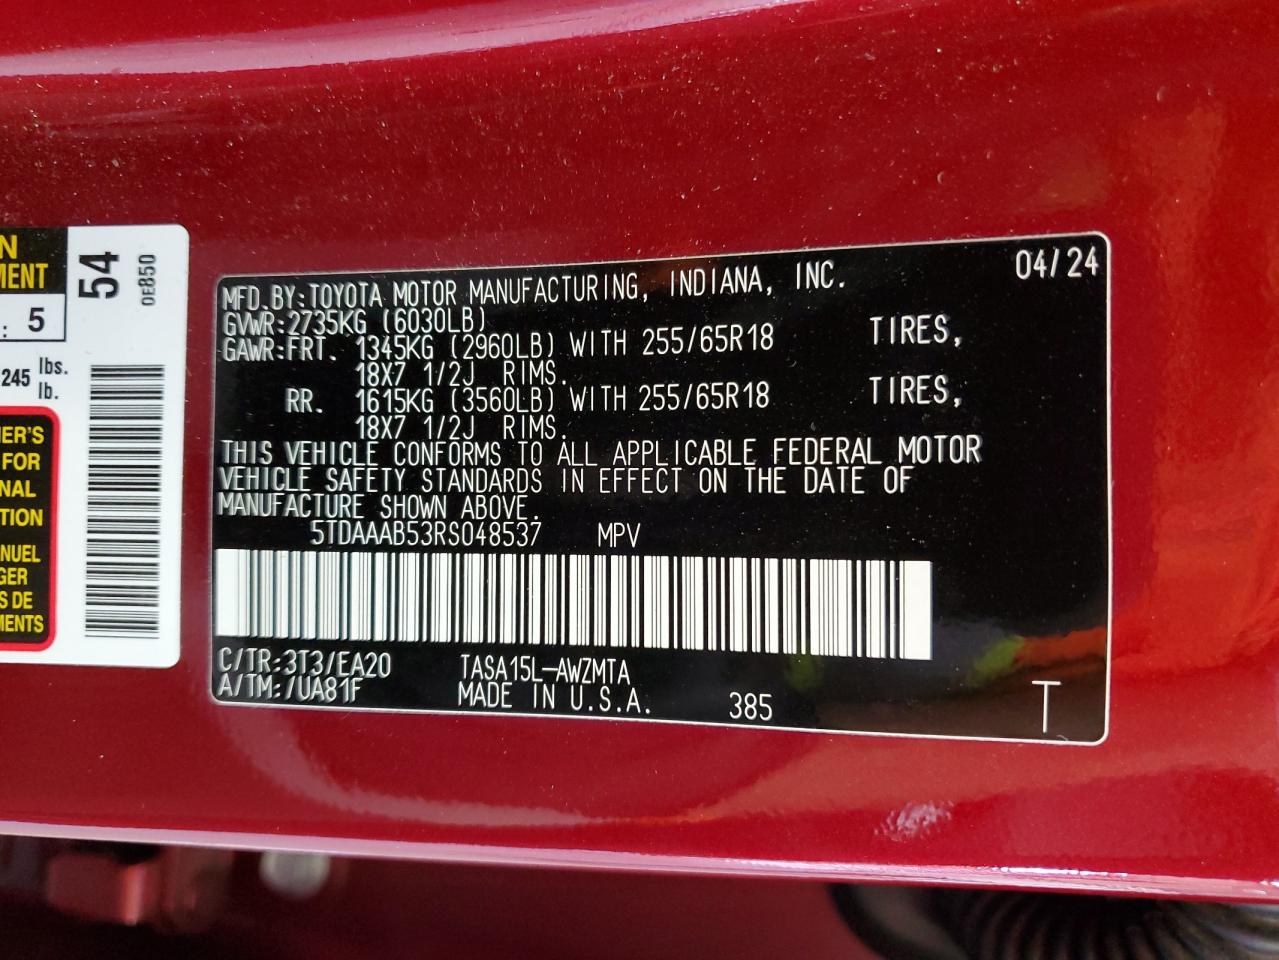 N
MENT
: 5
245 lbs.
lb.
54
0E850
NER'S
FOR
NAL
TION
NUEL
GER
S DE
MENTS
04/24
MFD.BY:TOYOTA MOTOR MANUFACTURING, INDIANA, INC.
GVWR:2735KG (6030LB)
GAWR:FRT. 1345KG (2960LB) WITH 255/65R18 TIRES,
18X7 1/2J RIMS.
RR. 1615KG (3560LB) WITH 255/65R18 TIRES,
18X7 1/2J RIMS.
THIS VEHICLE CONFORMS TO ALL APPLICABLE FEDERAL MOTOR
VEHICLE SAFETY STANDARDS IN EFFECT ON THE DATE OF
MANUFACTURE SHOWN ABOVE.
5TDAAAB53RS048537 MPV
C/TR:3T3/EA20 TASA15L-AWZMTA
A/TM:/UA81F MADE IN U.S.A. 385 T